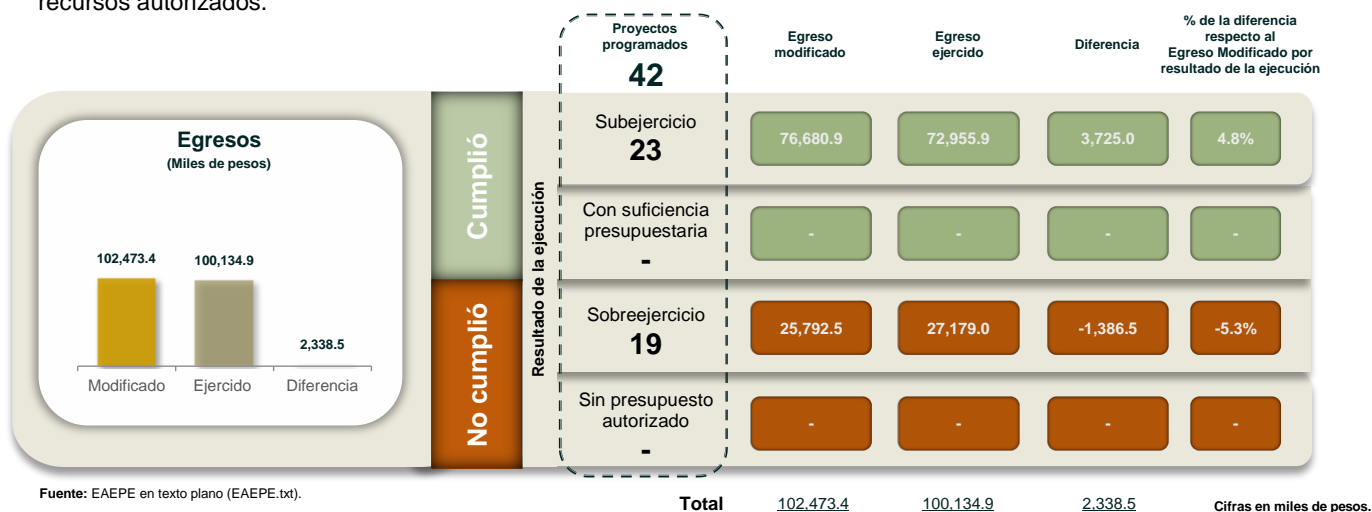 recursos autorizados.
Proyectos
programados
42
Egreso
modificado
Egreso
ejercido
Diferencia
% de la diferencia
respecto al
Egreso Modificado por
resultado de la ejecución
Egresos
(Miles de pesos)
102,473.4
100,134.9
2,338.5
Modificado
Ejercido
Diferencia
Cumplió
No cumplió
Resultado de la ejecución
Subejercicio
23
76,680.9
72,955.9
3,725.0
4.8%
Con suficiencia
presupuestaria
-
-
-
-
-
Sobreejercicio
19
25,792.5
27,179.0
-1,386.5
-5.3%
Sin presupuesto
autorizado
-
-
-
-
-
Fuente: EAEPE en texto plano (EAEPE.txt).
Total 102,473.4 100,134.9 2,338.5
Cifras en miles de pesos.